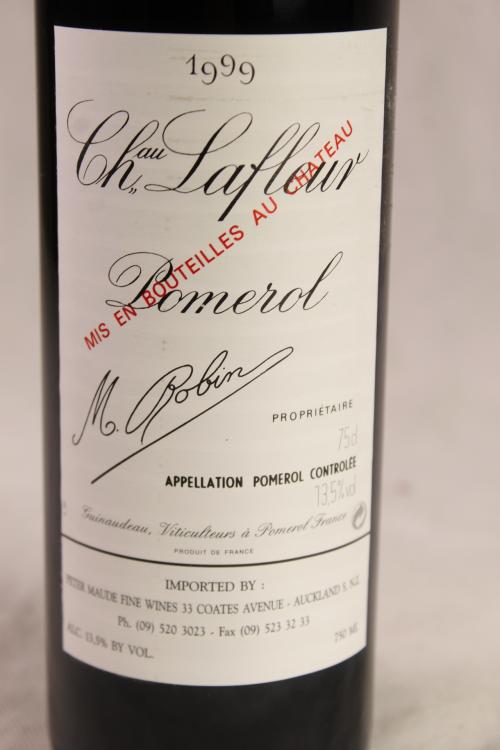 1999
Ch,,au Lafleur
MIS EN BOUTEILLES AU CHATEAU
Pomerol
M. Robin
PROPRIÉTAIRE
75cl
APPELLATION POMEROL CONTROLÉE
13,5%vol
Guinaudeau, Viticulteurs à Pomerol France
PRODUIT DE FRANCE
IMPORTED BY :
PETER MAUDE FINE WINES 33 COATES AVENUE - AUCKLAND 5, N.Z.
Ph. (09) 520 3023 - Fax (09) 523 32 33
ALC. 13,5% BY VOL.
750 ML